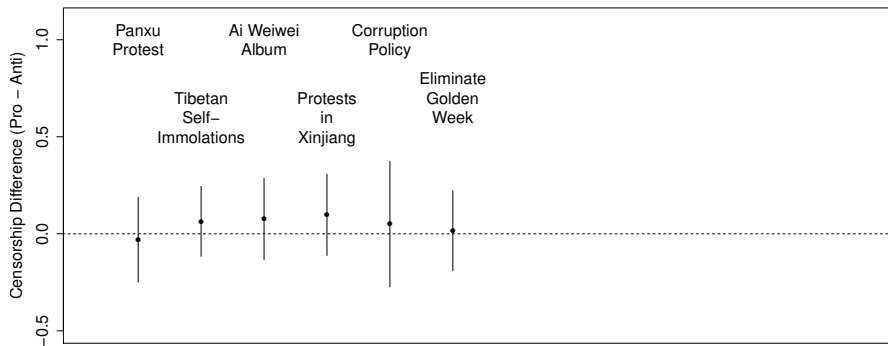 Censorship Difference (Pro − Anti)
1.0
0.5
0.0
−0.5
Panxu
Protest
Tibetan
Self−
Immolations
Ai Weiwei
Album
Protests
in
Xinjiang
Corruption
Policy
Eliminate
Golden
Week